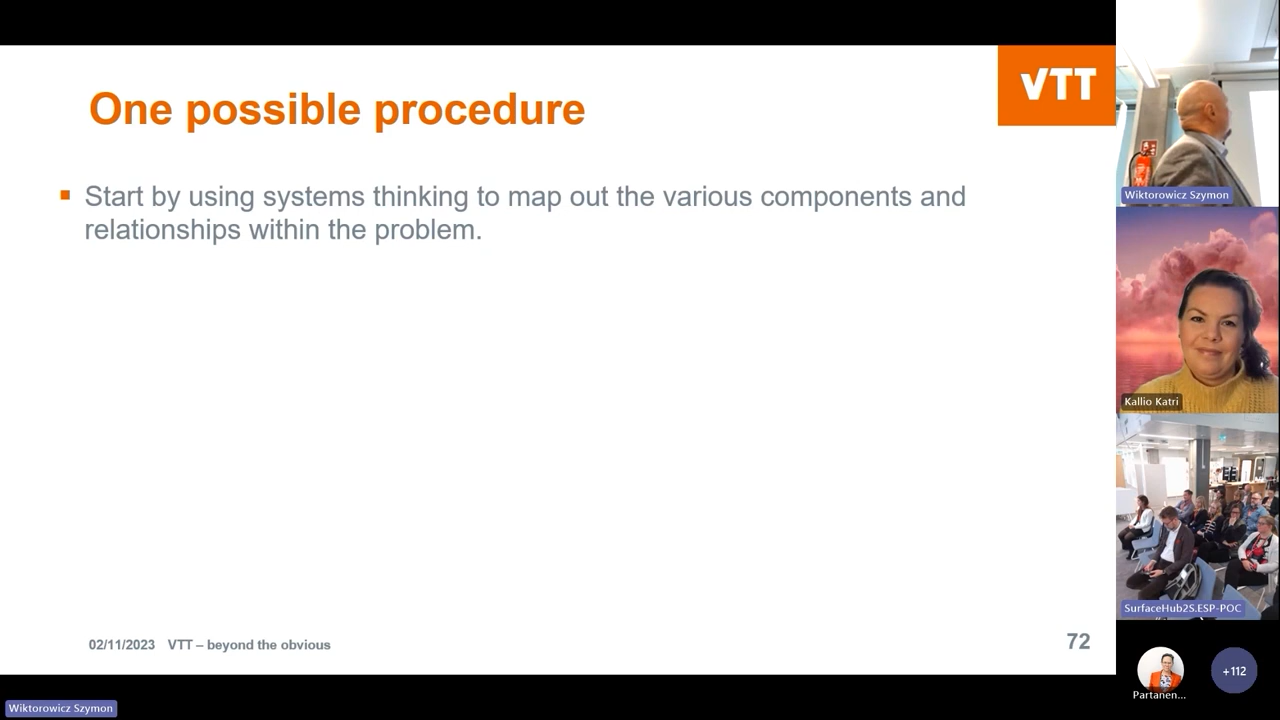 One possible procedure
VTT
Start by using systems thinking to map out the various components and
relationships within the problem.
02/11/2023 VTT – beyond the obvious
72
Wiktorowicz Szymon
Wiktorowicz Szymon
Kallio Katri
SurfaceHub2S.ESP-POC
Partanen...
+112